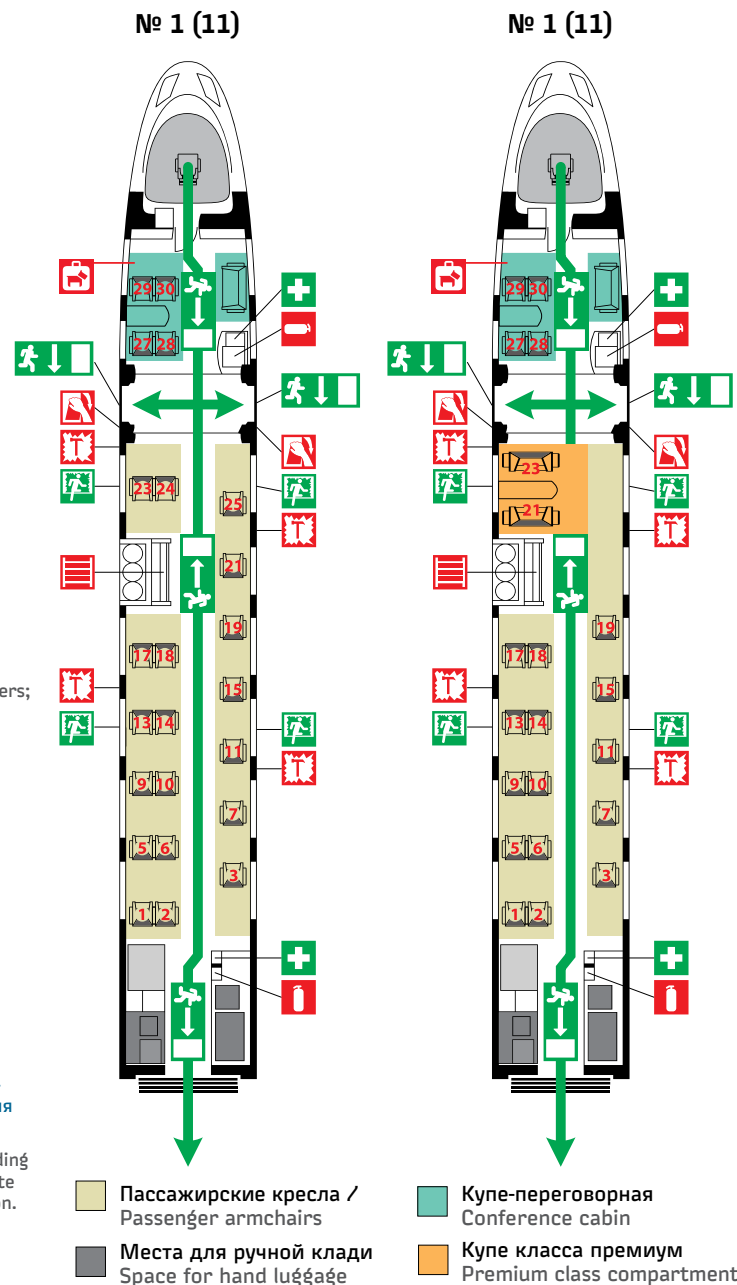 № 1 (11)
№ 1 (11)
29 30
27 28
23 24
25
21
19
17 18
15
13 14
11
9 10
7
5 6
3
1 2
29 30
27 28
23
21
19
17 18
15
13 14
11
9 10
7
5 6
3
1 2
T
T
T
T
T
T
T
T
ers;
ия
ding
te
on.
Пассажирские кресла /
Passenger armchairs
Места для ручной клади
Space for hand luggage
Купе-переговорная
Conference cabin
Купе класса премиум
Premium class compartment